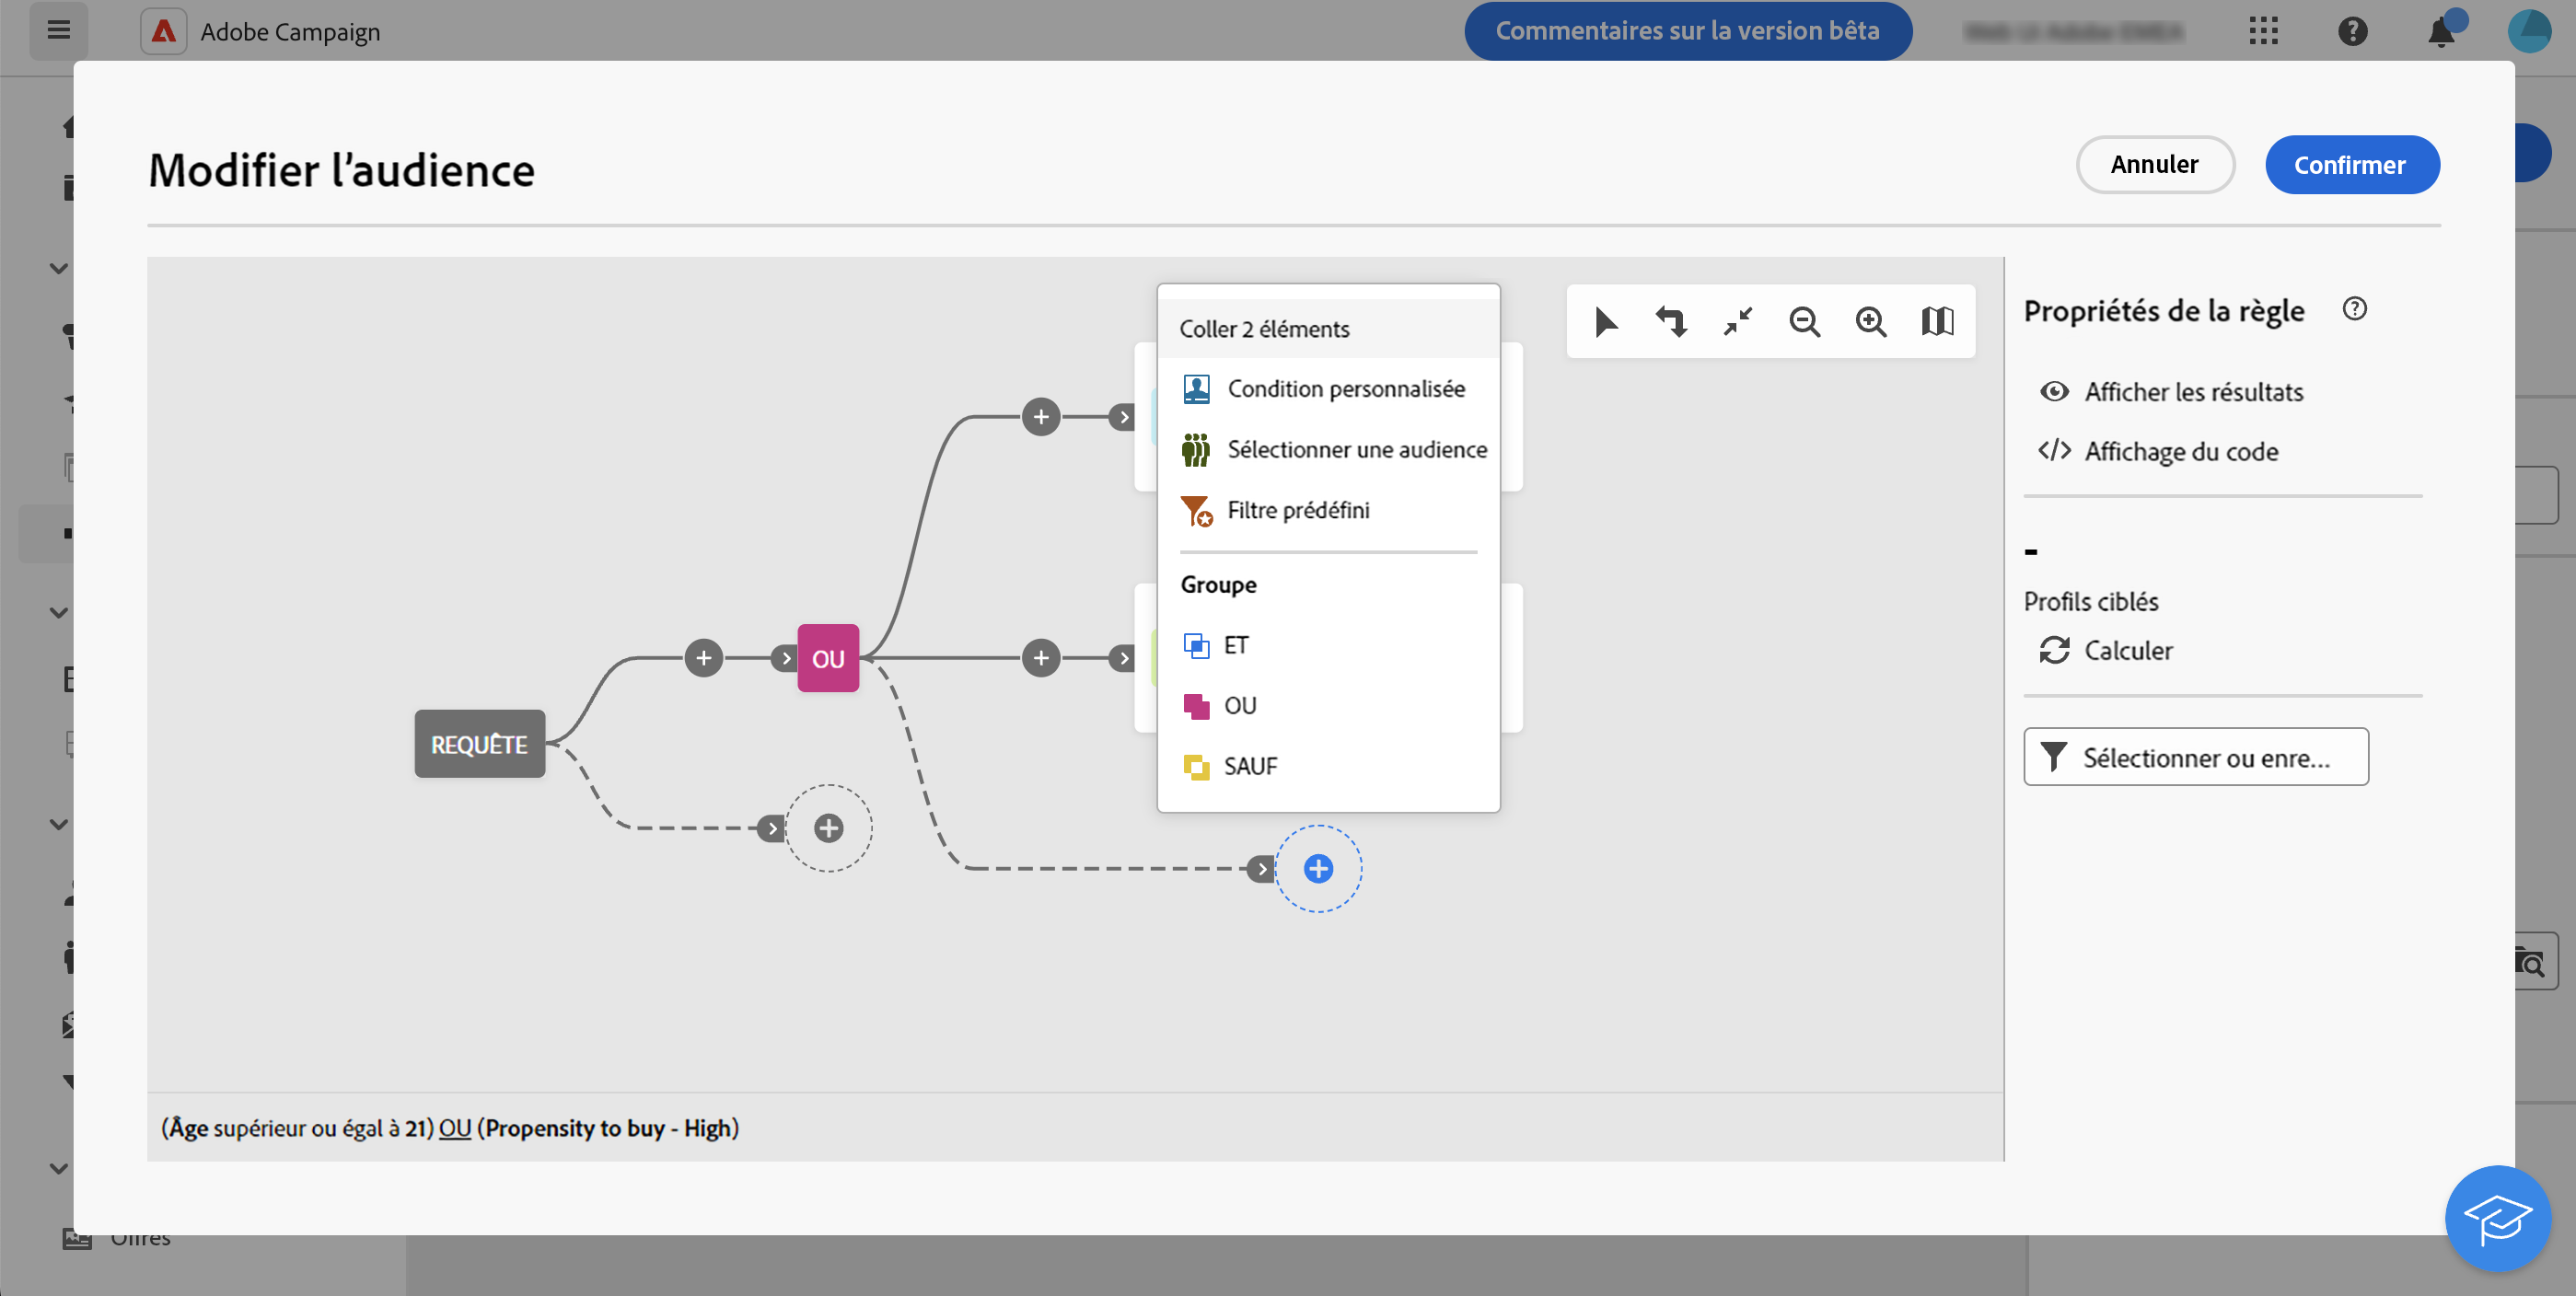 Adobe Campaign
Commentaires sur la version bêta
Modifier l’audience
Annuler
Confirmer
Coller 2 éléments
Condition personnalisée
Sélectionner une audience
Filtre prédéfini
Groupe
ET
OU
SAUF
OU
REQUÊTE
(Âge supérieur ou égal à 21) OU (Propensity to buy - High)
Propriétés de la règle
Afficher les résultats
Affichage du code
-
Profils ciblés
Calculer
Sélectionner ou enre...
Offres